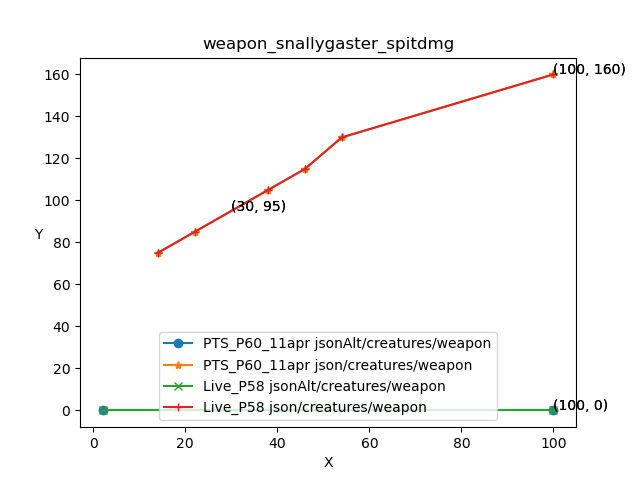 weapon_snallygaster_spitdmg
160
140
120
100
80
60
40
20
0
Y
(100, 160)
(30, 95)
(100, 0)
PTS_P60_11apr jsonAlt/creatures/weapon
PTS_P60_11apr json/creatures/weapon
Live_P58 jsonAlt/creatures/weapon
Live_P58 json/creatures/weapon
0 20 40 60 80 100
X